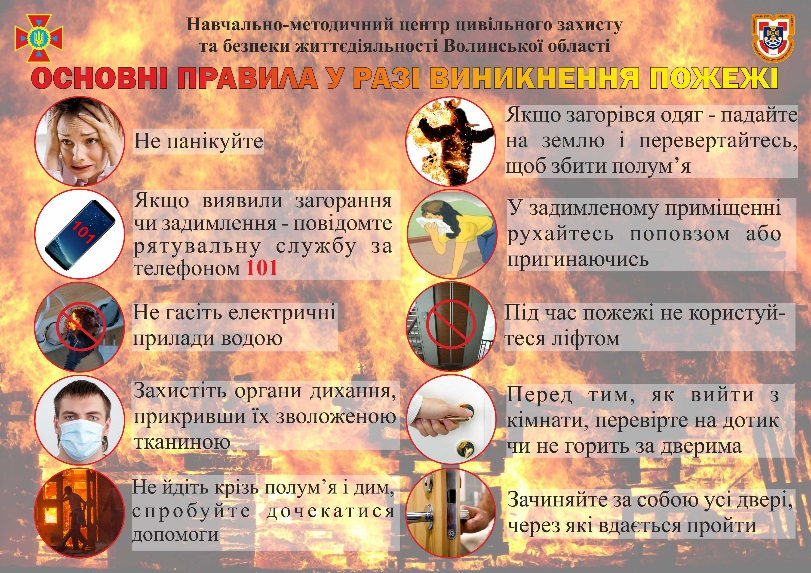 Навчально-методичний центр цивільного захисту
та безпеки життєдіяльності Волинської області
ОСНОВНІ ПРАВИЛА У РАЗІ ВИНИКНЕННЯ ПОЖЕЖІ
Не панікуйте
Якщо виявили загорання
чи задимлення - повідомте
рятувальну службу за
телефоном 101
101
Не гасіть електричні
прилади водою
Захистіть органи дихання,
прикривши їх зволоженою
тканиною
Не йдіть крізь полум’я і дим,
спробуйте дочекатися
допомоги
Якщо загорівся одяг - падайте
на землю і перевертайтесь,
щоб збити полум’я
У задимленому приміщенні
рухайтесь поповзом або
пригинаючись
Під час пожежі не користуй-
теся ліфтом
Перед тим, як вийти з
кімнати, перевірте на дотик
чи не горить за дверима
Зачиняйте за собою усі двері,
через які вдається пройти